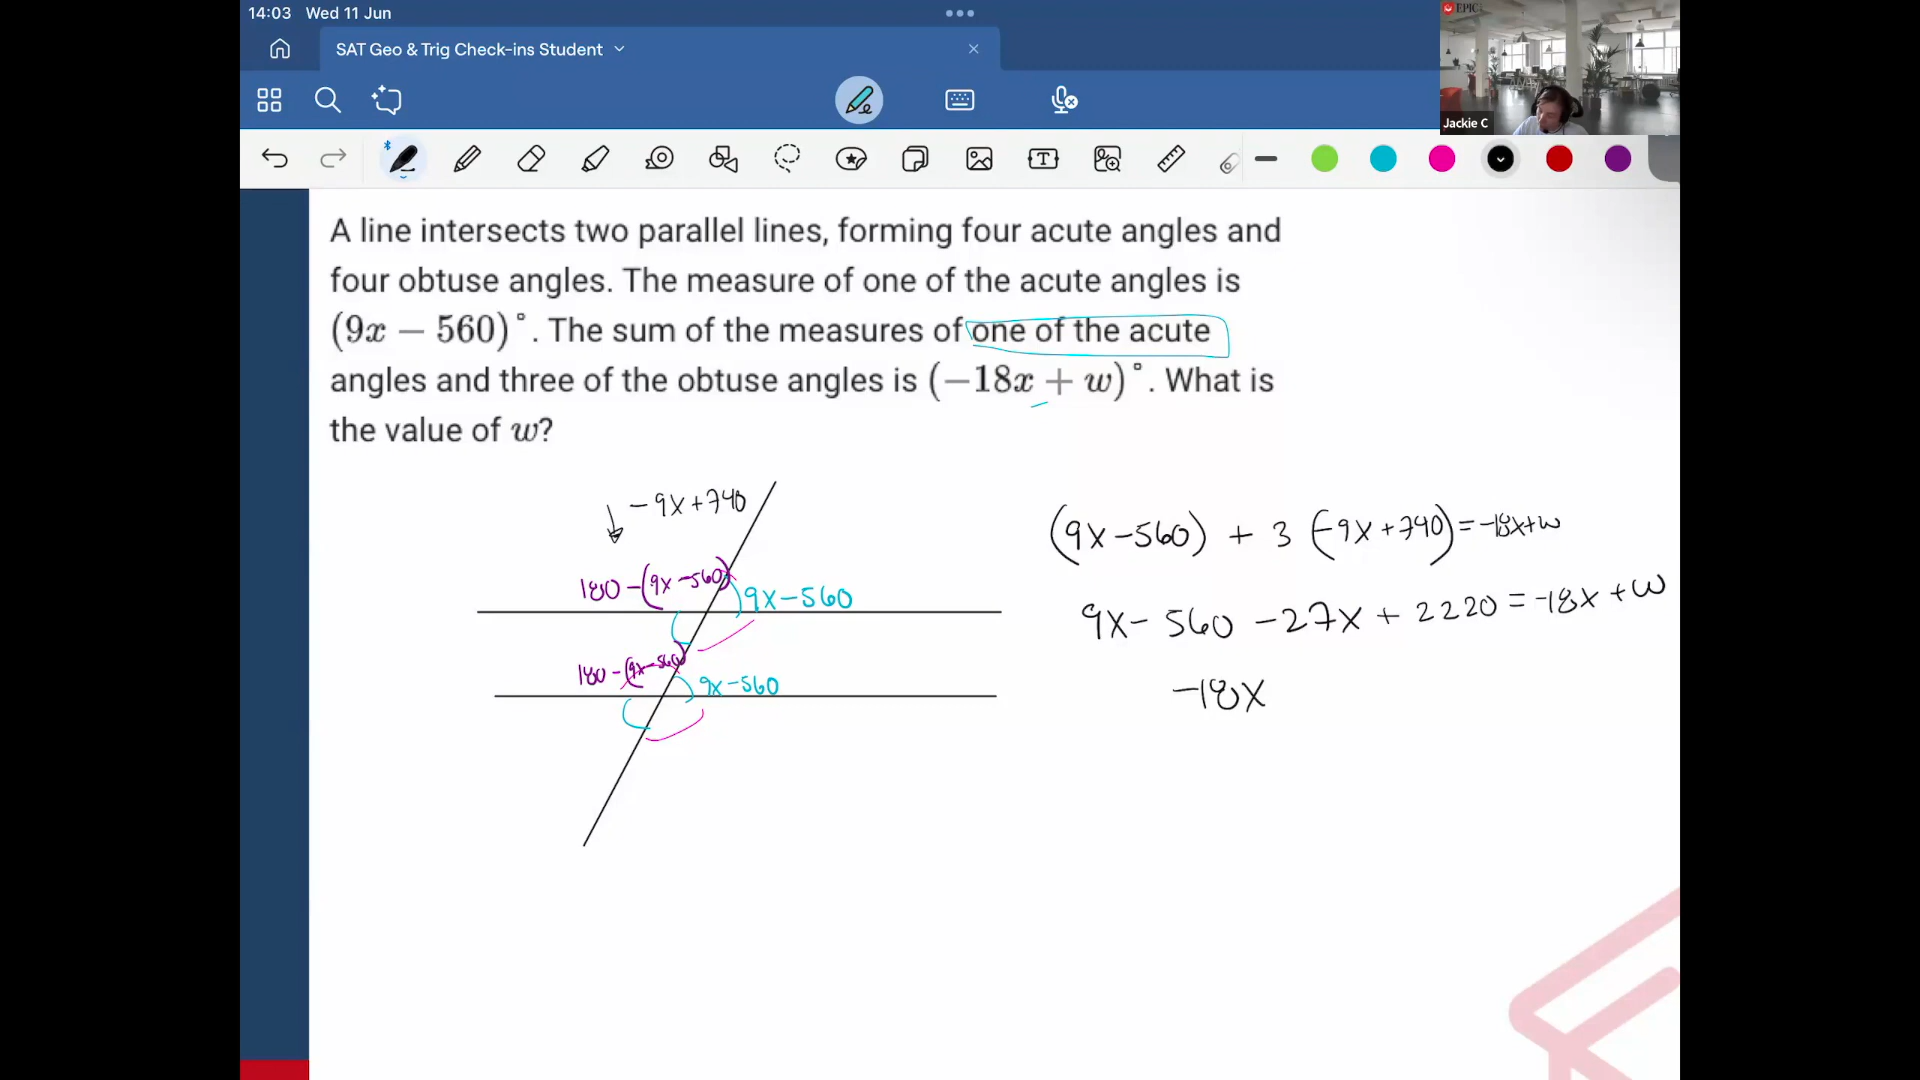 14:03 Wed 11 Jun
EPIC
SAT Geo & Trig Check-ins Student
Jackie C
A line intersects two parallel lines, forming four acute angles and
four obtuse angles. The measure of one of the acute angles is
(9x − 560)°. The sum of the measures of one of the acute
angles and three of the obtuse angles is (−18x + w)°. What is
the value of w?
−9x+740
180−(9x−560)
9x−560
180−(9x−560)
9x−560
(9x−560) + 3 (−9x+740) = −18x+w
9x− 560 −27x + 2220 = −18x + w
−18x